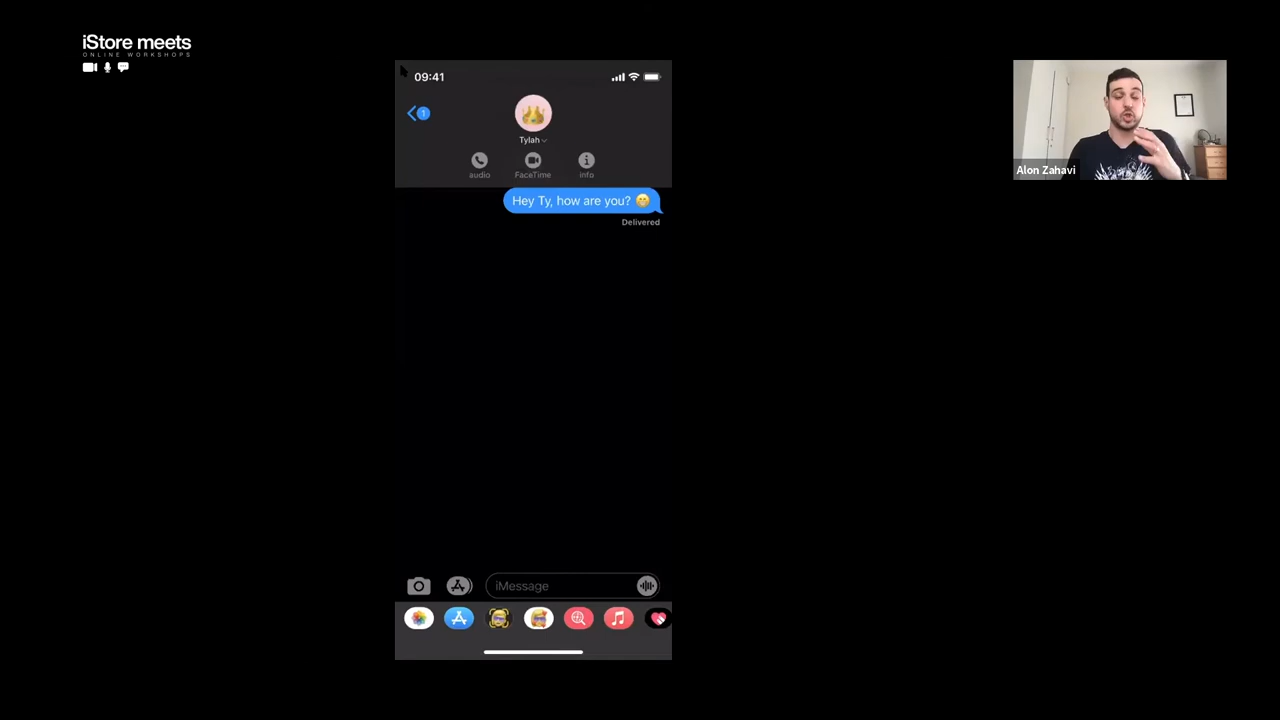 iStore meets
ONLINE WORKSHOPS
09:41
1
Tylah
audio
FaceTime
info
Hey Ty, how are you? 😁
Delivered
iMessage
Alon Zahavi